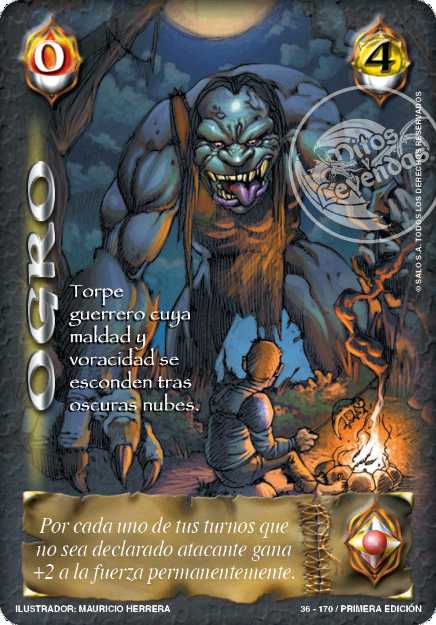 0
4
Mitos y
Leyendas
© SALO S.A. TODOS LOS DERECHOS RESERVADOS
OGRO
Torpe
guerrero cuya
maldad y
voracidad se
esconden tras
oscuras nubes.
Por cada uno de tus turnos que
no sea declarado atacante gana
+2 a la fuerza permanentemente.
ILUSTRADOR: MAURICIO HERRERA
36 - 170 / PRIMERA EDICIÓN